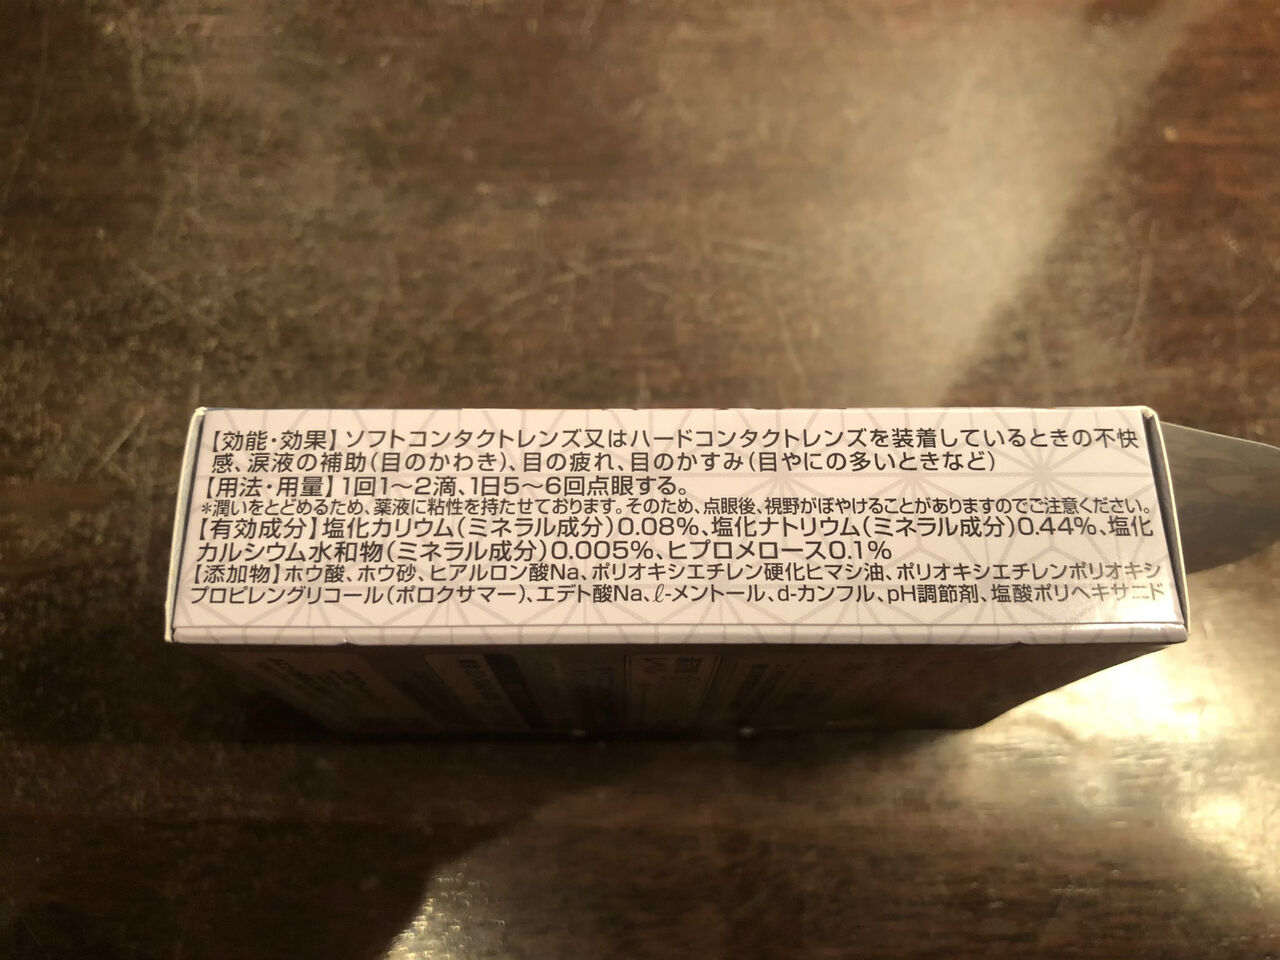 【効能・効果】ソフトコンタクトレンズ又はハードコンタクトレンズを装着しているときの不快
感、涙液の補助(目のかわき)、目の疲れ、目のかすみ(目やにの多いときなど)
【用法・用量】1回1〜2滴、1日5〜6回点眼する。
*潤いをとどめるため、薬液に粘性を持たせております。そのため、点眼後、視野がぼやけることがありますのでご注意ください。
【有効成分】塩化カリウム(ミネラル成分)0.08%、塩化ナトリウム(ミネラル成分)0.44%、塩化
カルシウム水和物(ミネラル成分)0.005%、ヒプロメロース0.1%
【添加物】ホウ酸、ホウ砂、ヒアルロン酸Na、ポリオキシエチレン硬化ヒマシ油、ポリオキシエチレンポリオキシ
プロピレングリコール(ポロクサマー)、エデト酸Na、ℓ-メントール、d-カンフル、pH調節剤、塩酸ポリヘキサニド